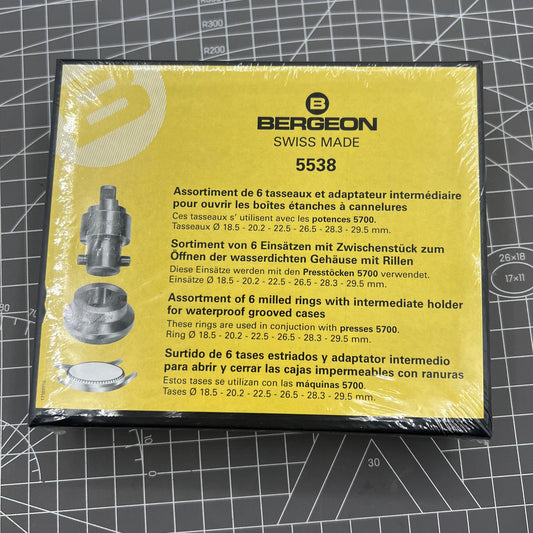 R300
R200
B
B
BERGEON
SWISS MADE
5538
Assortiment de 6 tasseaux et adaptateur intermédiaire
pour ouvrir les boîtes étanches à cannelures
Ces tasseaux s' utilisent avec les potences 5700.
Tasseaux Ø 18.5 - 20.2 - 22.5 - 26.5 - 28.3 - 29.5 mm.
Sortiment von 6 Einsätzen mit Zwischenstück zum
Öffnen der wasserdichten Gehäuse mit Rillen
Diese Einsätze werden mit den Presstöcken 5700 verwendet.
Einsätze Ø 18.5 - 20.2 - 22.5 - 26.5 - 28.3 - 29.5 mm.
Assortment of 6 milled rings with intermediate holder
for waterproof grooved cases
These rings are used in conjuction with presses 5700.
Ring Ø 18.5 - 20.2 - 22.5 - 26.5 - 28.3 - 29.5 mm.
Surtido de 6 tases estriados y adaptator intermedio
para abrir y cerrar las cajas impermeables con ranuras
Estos tases se utilizan con las máquinas 5700.
Tases Ø 18.5 - 20.2 - 22.5 - 26.5 - 28.3 - 29.5 mm.
26×18
17×11
30